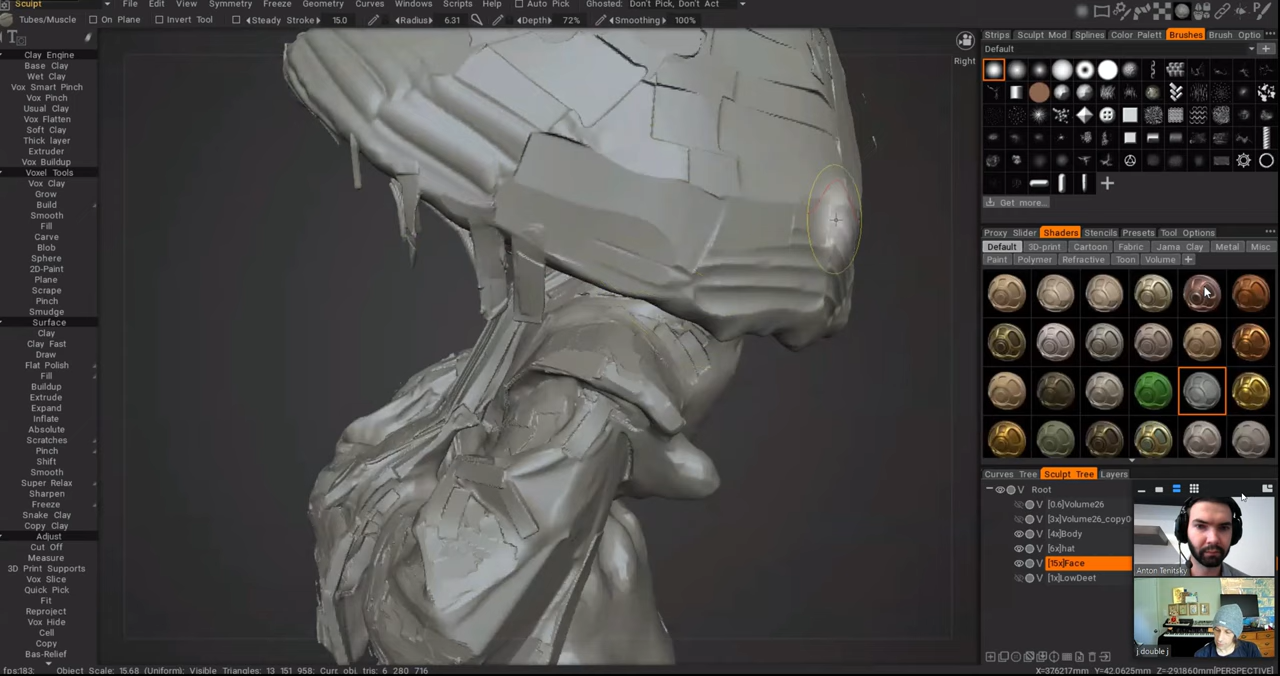 Sculpt
File Edit View Symmetry Freeze Geometry Curves Windows Scripts Help Auto Pick Ghosted: Don't Pick, Don't Act
Tubes/Muscle On Plane Invert Tool Steady Stroke 15.0 Radius 6.31 Depth 72% Smoothing 100%
Clay Engine
Base Clay
Wet Clay
Vox Smart Pinch
Vox Pinch
Usual Clay
Vox Flatten
Soft Clay
Thick layer
Extruder
Vox Buildup
Voxel Tools
Vox Clay
Grow
Build
Smooth
Fill
Carve
Blob
Sphere
2D-Paint
Plane
Scrape
Pinch
Smudge
Surface
Clay
Clay Fast
Draw
Flat Polish
Fill
Buildup
Extrude
Expand
Inflate
Absolute
Scratches
Pinch
Shift
Smooth
Super Relax
Sharpen
Freeze
Snake Clay
Copy Clay
Adjust
Cut Off
Measure
3D Print Supports
Vox Slice
Quick Pick
Fit
Reproject
Vox Hide
Cell
Copy
Bas-Relief
Right
Strips Sculpt Mod Splines Color Palett Brushes Brush Optio
Default
Get more...
Proxy Slider Shaders Stencils Presets Tool Options
Default 3D-print Cartoon Fabric Jama Clay Metal Misc
Paint Polymer Refractive Toon Volume +
Curves Tree Sculpt Tree Layers
Root
V [0.6]Volume26
V [3x]Volume26_copy0
V [4x]Body
V [6x]hat
V [15x]Face
V [1x]LowDeet
Anton Tenitsky
j double j
fps:183; Object Scale: 15.68 (Uniform); Visible Triangles: 13 151 958; Curr. obj. tris: 6 280 716
X=376217mm Y=42.0625mm Z=-291860mm[PERSPECTIVE]